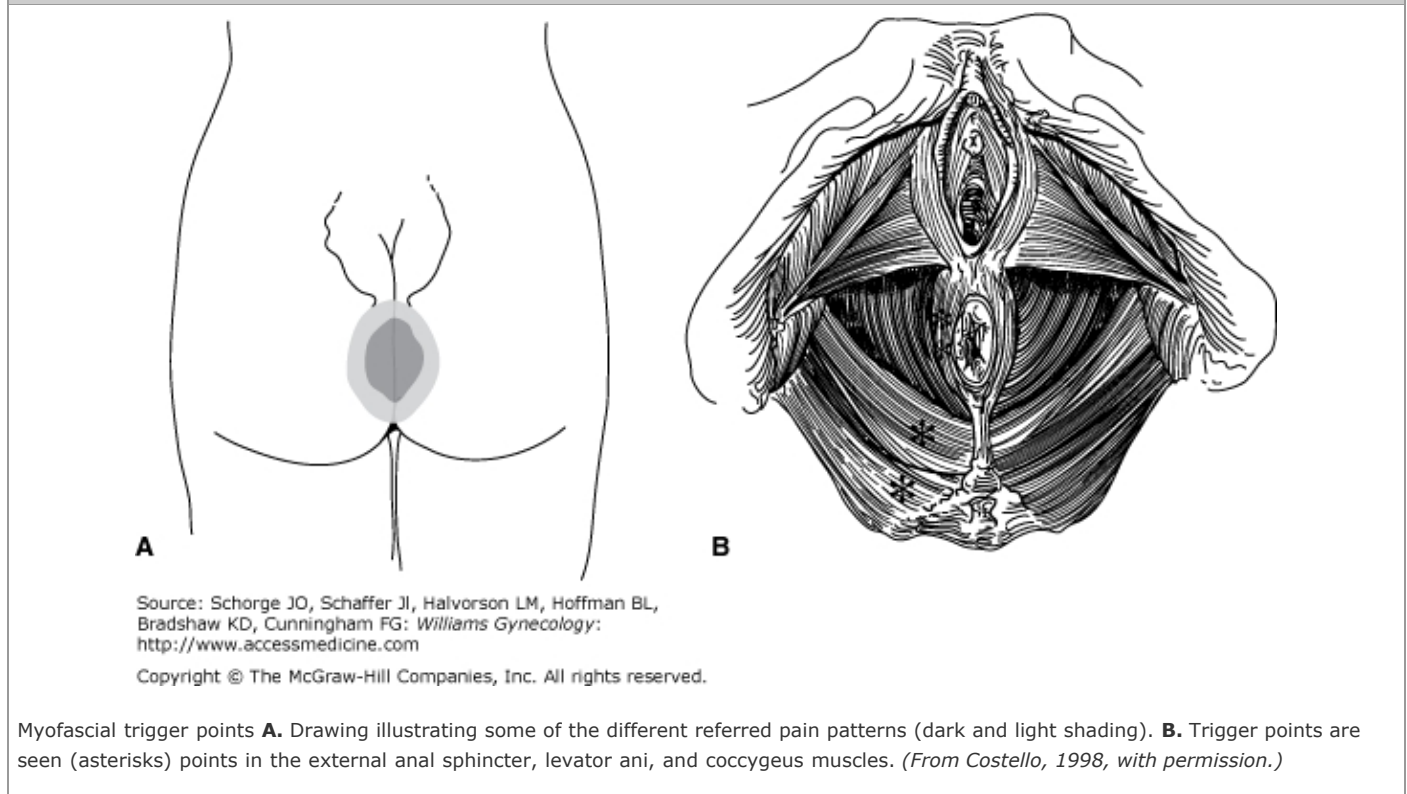 A
B
Source: Schorge JO, Schaffer JI, Halvorson LM, Hoffman BL,
Bradshaw KD, Cunningham FG: Williams Gynecology:
http://www.accessmedicine.com
Copyright © The McGraw-Hill Companies, Inc. All rights reserved.
Myofascial trigger points A. Drawing illustrating some of the different referred pain patterns (dark and light shading). B. Trigger points are
seen (asterisks) points in the external anal sphincter, levator ani, and coccygeus muscles. (From Costello, 1998, with permission.)